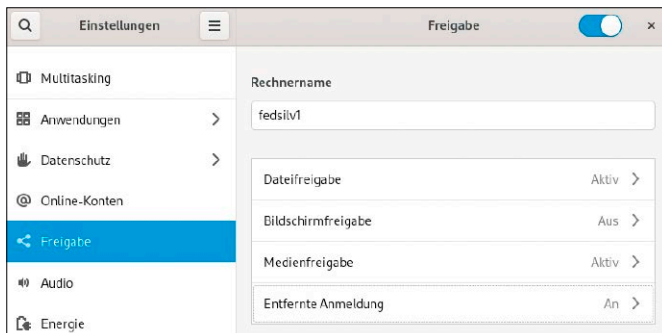 Einstellungen
Freigabe
×
Multitasking
Anwendungen
Datenschutz
Online-Konten
Freigabe
Audio
Energie
Rechnername
fedsilv1
Dateifreigabe Aktiv
Bildschirmfreigabe Aus
Medienfreigabe Aktiv
Entfernte Anmeldung An